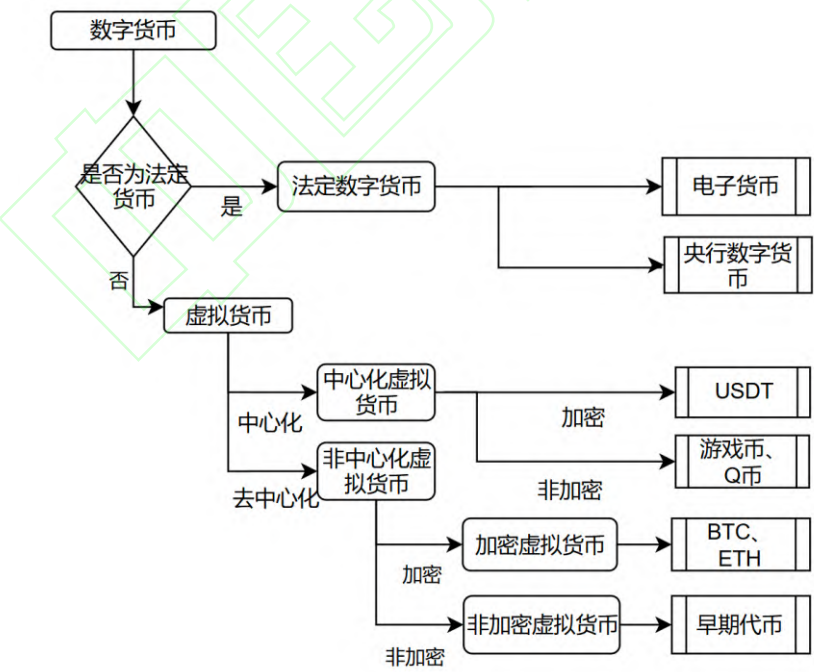 数字货币
是否为法定
货币
是
法定数字货币
电子货币
央行数字货
币
否
虚拟货币
中心化
中心化虚拟
货币
加密
USDT
非加密
游戏币、
Q币
去中心化
非中心化虚
拟货币
加密
加密虚拟货币
BTC、
ETH
非加密
非加密虚拟货币
早期代币